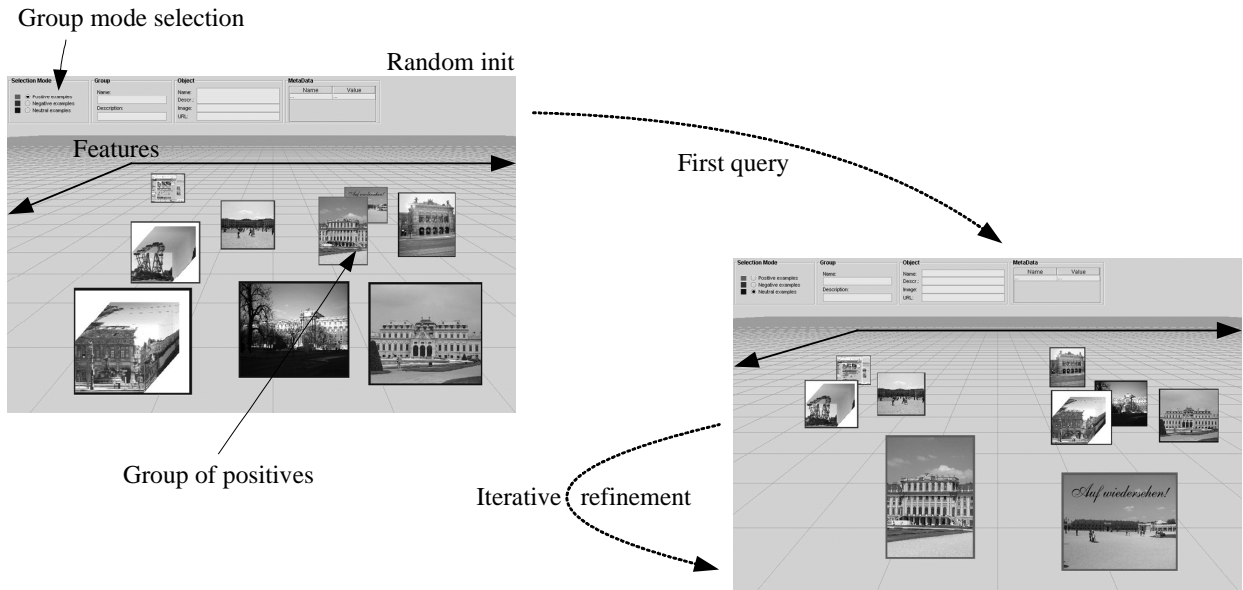 Group mode selection
Random init
Selection Mode
Positive examples
Negative examples
Neutral examples
Group
Name:
Description:
Object
Name:
Descr.:
Image:
URL:
MetaData
Name Value
... ...
Features
First query
Group of positives
Selection Mode
Positive examples
Negative examples
Neutral examples
Group
Name:
Description:
Object
Name:
Descr.:
Image:
URL:
MetaData
Name Value
... ...
Iterative refinement
Auf wiedersehen!
Auf wiedersehen!